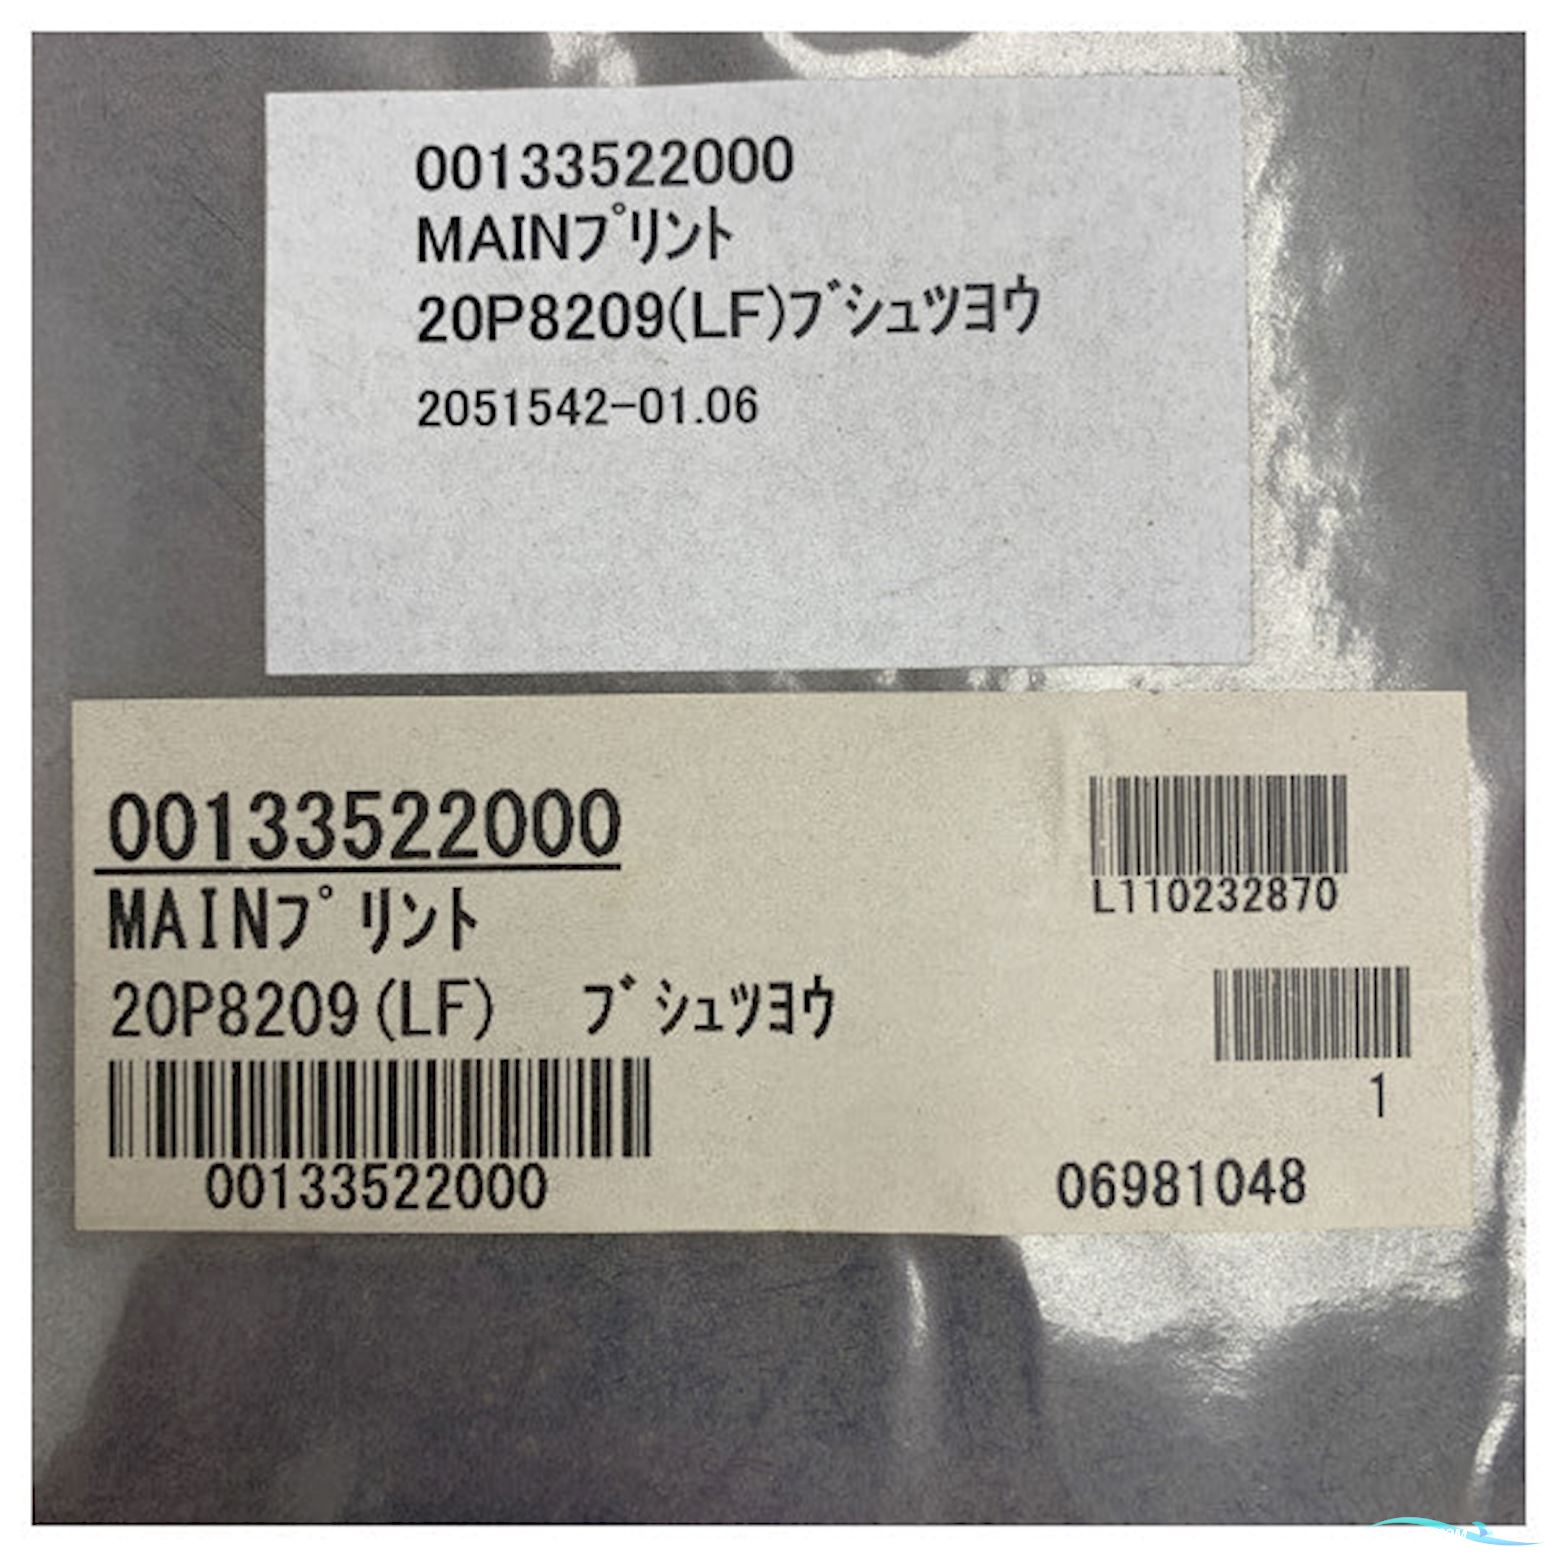 00133522000
MAINﾌﾟﾘﾝﾄ
20P8209(LF)ﾌﾞｼｭﾂﾖｳ
2051542-01.06
00133522000
MAINﾌﾟﾘﾝﾄ
20P8209(LF) ﾌﾞｼｭﾂﾖｳ
00133522000
L110232870
1
06981048